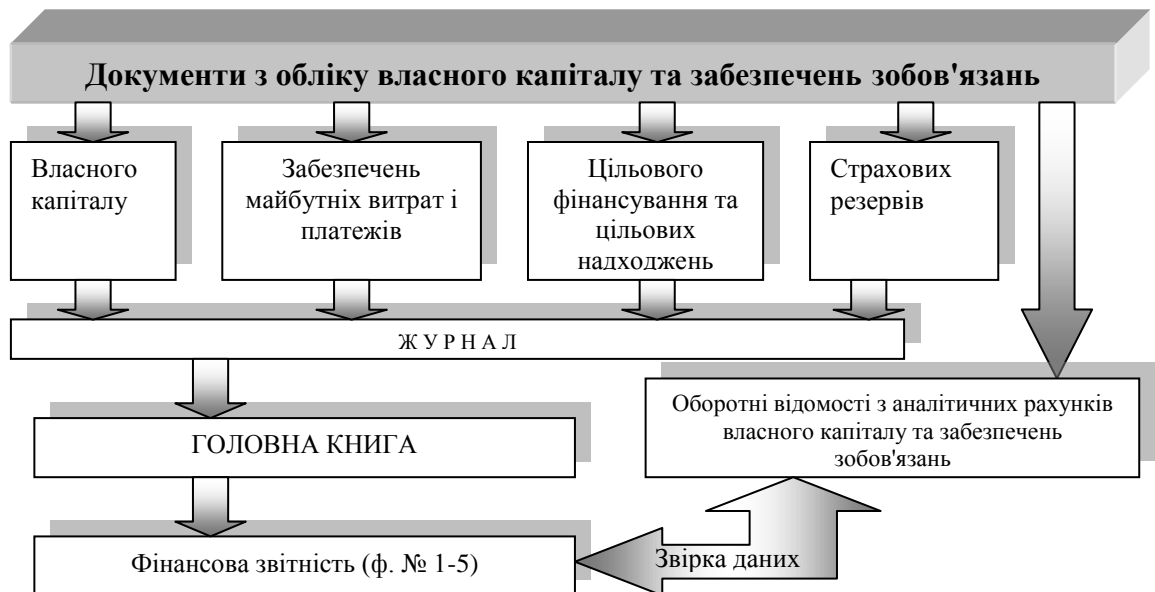 Документи з обліку власного капіталу та забезпечень зобов'язань
Власного
капіталу
Забезпечень
майбутніх витрат і
платежів
Цільового
фінансування та
цільових
надходжень
Страхових
резервів
Ж У Р Н А Л
ГОЛОВНА КНИГА
Оборотні відомості з аналітичних рахунків
власного капіталу та забезпечень
зобов'язань
Фінансова звітність (ф. № 1-5)
Звірка даних